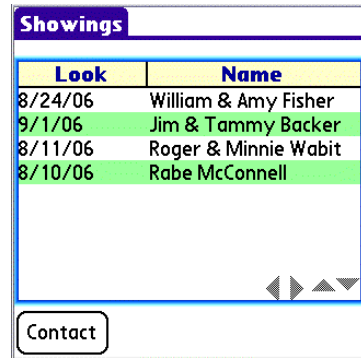 Showings
Look Name
8/24/06 William & Amy Fisher
9/1/06 Jim & Tammy Backer
8/11/06 Roger & Minnie Wabit
8/10/06 Rabe McConnell
Contact